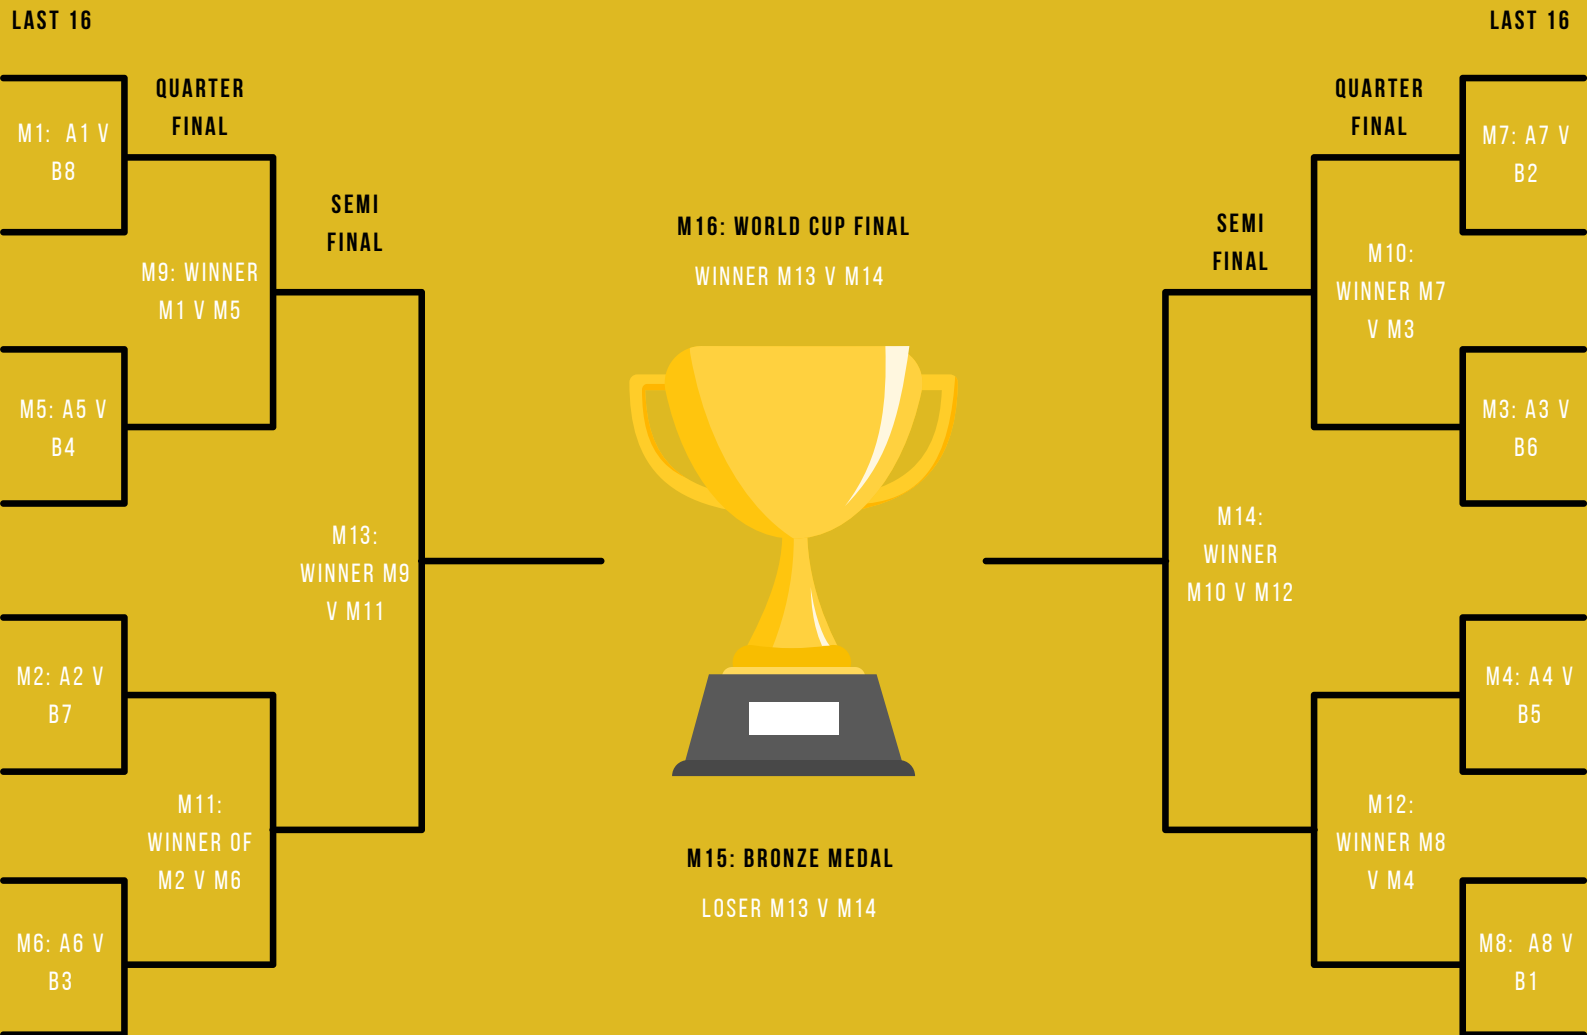 LAST 16
LAST 16
QUARTER
FINAL
QUARTER
FINAL
M1: A1 V
B8
M7: A7 V
B2
SEMI
FINAL
M16: WORLD CUP FINAL
WINNER M13 V M14
SEMI
FINAL
M9: WINNER
M1 V M5
M10:
WINNER M7
V M3
M5: A5 V
B4
M3: A3 V
B6
M13:
WINNER M9
V M11
M14:
WINNER
M10 V M12
M2: A2 V
B7
M4: A4 V
B5
M11:
WINNER OF
M2 V M6
M12:
WINNER M8
V M4
M15: BRONZE MEDAL
LOSER M13 V M14
M6: A6 V
B3
M8: A8 V
B1